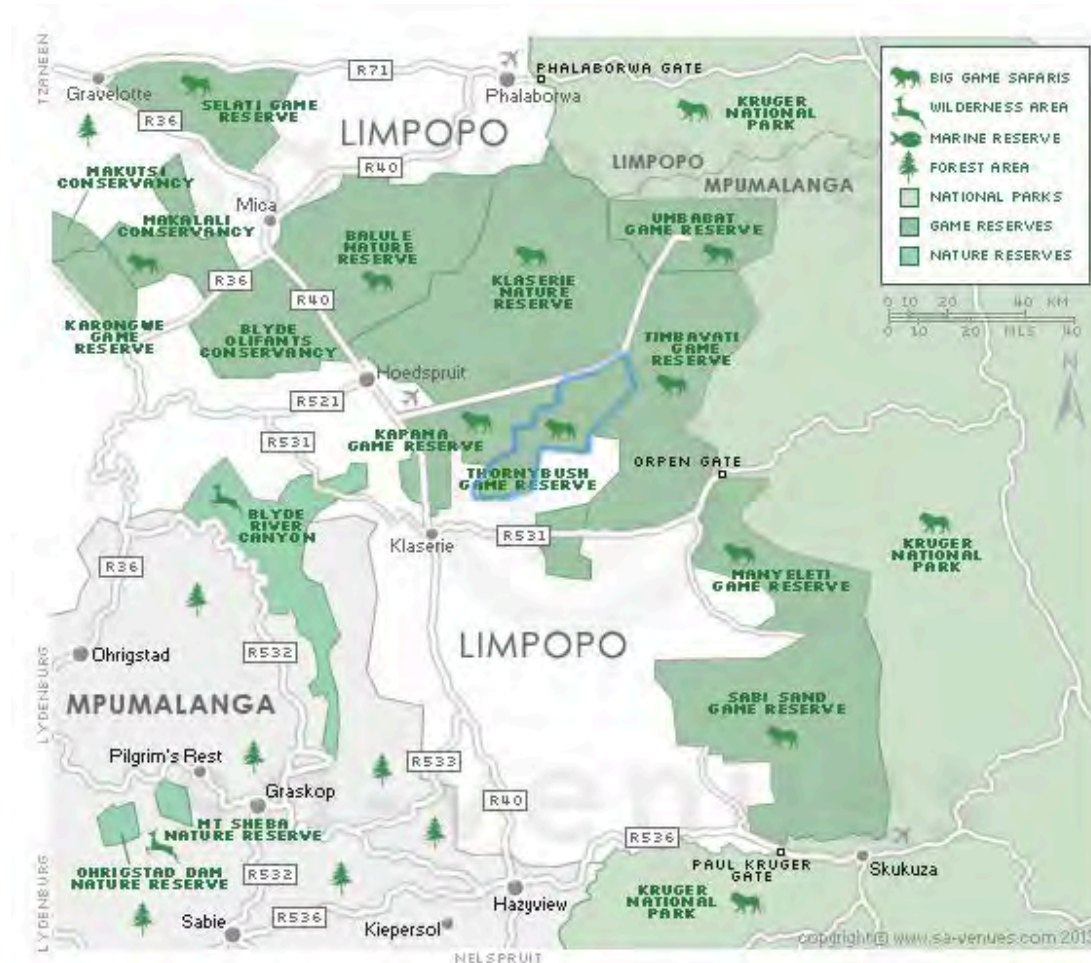 TZANEEN
R71
PHALABORWA GATE
Gravelotte
Phalaborwa
SELATI GAME
RESERVE
KRUGER
NATIONAL
PARK
R36
LIMPOPO
R40
LIMPOPO
MPUMALANGA
MAKUTSI
CONSERVANCY
Mica
MAKALALI
CONSERVANCY
UMBABAT
GAME RESERVE
BALULE
NATURE
RESERVE
KLASERIE
NATURE
RESERVE
R36
R40
KARONGWE
GAME
RESERVE
BLYDE
OLIFANTS
CONSERVANCY
TIMBAVATI
GAME
RESERVE
Hoedspruit
R521
R531
KAPAMA
GAME RESERVE
THORNYBUSH
GAME RESERVE
ORPEN GATE
BLYDE
RIVER
CANYON
Klaserie
R531
KRUGER
NATIONAL
PARK
R36
MANYELETI
GAME RESERVE
Ohrigstad
R532
LIMPOPO
LYDENBURG
MPUMALANGA
SABI SAND
GAME RESERVE
Pilgrim's Rest
R533
Graskop
R40
MT SHEBA
NATURE RESERVE
R536
PAUL KRUGER
GATE
Skukuza
OHRIGSTAD DAM
NATURE RESERVE
R532
Hazyview
KRUGER
NATIONAL
PARK
LYDENBURG
Sabie
R536
Kiepersol
NELSPRUIT
BIG GAME SAFARIS
WILDERNESS AREA
MARINE RESERVE
FOREST AREA
NATIONAL PARKS
GAME RESERVES
NATURE RESERVES
0 10 20 40 KM
0 10 20 MLS 40
N
copyright© www.sa-venues.com